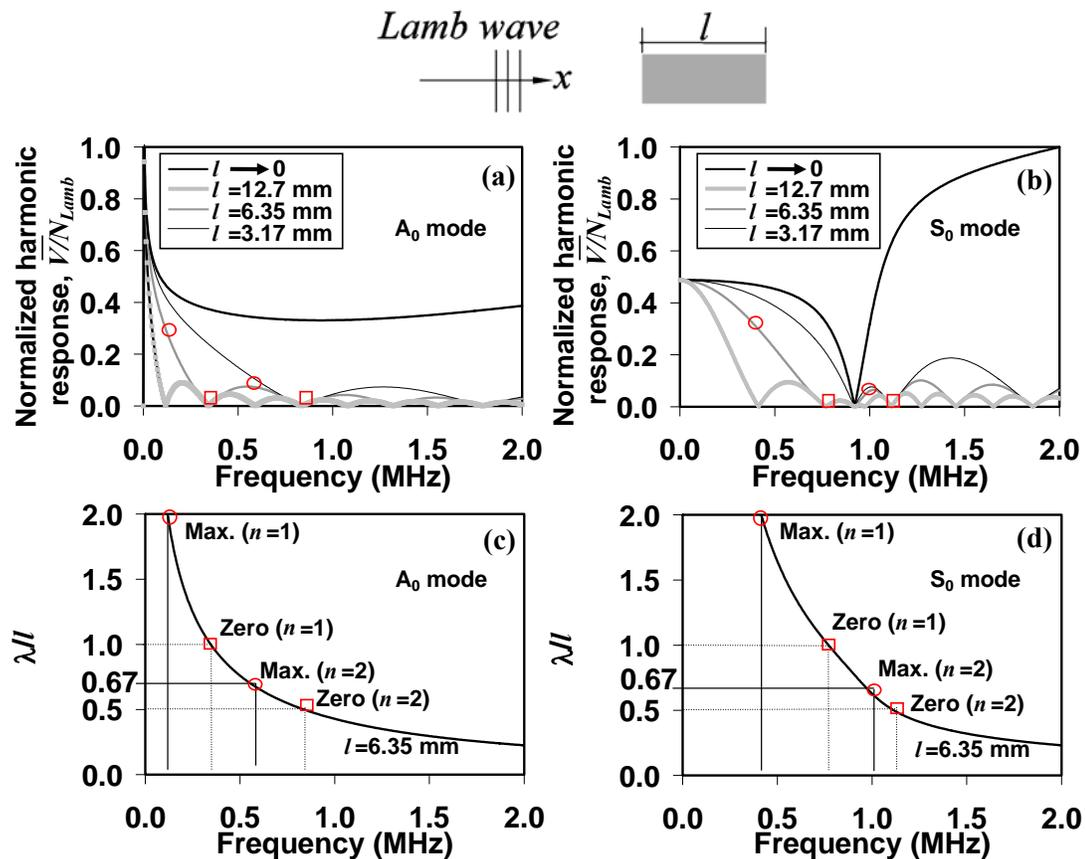 Lamb wave
x
l
Normalized harmonic response, V̅/N_Lamb
1.0
0.8
0.6
0.4
0.2
0.0
l → 0
l =12.7 mm
l =6.35 mm
l =3.17 mm
(a)
A0 mode
0.0 0.5 1.0 1.5 2.0
Frequency (MHz)
Normalized harmonic response, V̅/N_Lamb
1.0
0.8
0.6
0.4
0.2
0.0
l → 0
l =12.7 mm
l =6.35 mm
l =3.17 mm
(b)
S0 mode
0.0 0.5 1.0 1.5 2.0
Frequency (MHz)
λ/l
2.0
1.5
1.0
0.67
0.5
0.0
Max. (n=1)
(c)
A0 mode
Zero (n=1)
Max. (n=2)
Zero (n=2)
l=6.35 mm
0.0 0.5 1.0 1.5 2.0
Frequency (MHz)
λ/l
2.0
1.5
1.0
0.67
0.5
0.0
Max. (n=1)
(d)
S0 mode
Zero (n=1)
Max. (n=2)
Zero (n=2)
l=6.35 mm
0.0 0.5 1.0 1.5 2.0
Frequency (MHz)